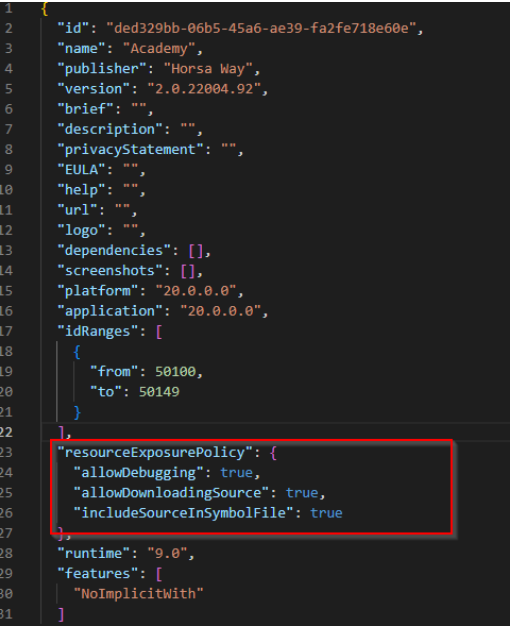 1 {
2 "id": "ded329bb-06b5-45a6-ae39-fa2fe718e60e",
3 "name": "Academy",
4 "publisher": "Horsa Way",
5 "version": "2.0.22004.92",
6 "brief": "",
7 "description": "",
8 "privacyStatement": "",
9 "EULA": "",
10 "help": "",
11 "url": "",
12 "logo": "",
13 "dependencies": [],
14 "screenshots": [],
15 "platform": "20.0.0.0",
16 "application": "20.0.0.0",
17 "idRanges": [
18 {
19 "from": 50100,
20 "to": 50149
21 }
22 ],
23 "resourceExposurePolicy": {
24 "allowDebugging": true,
25 "allowDownloadingSource": true,
26 "includeSourceInSymbolFile": true
27 },
28 "runtime": "9.0",
29 "features": [
30 "NoImplicitWith"
31 ]